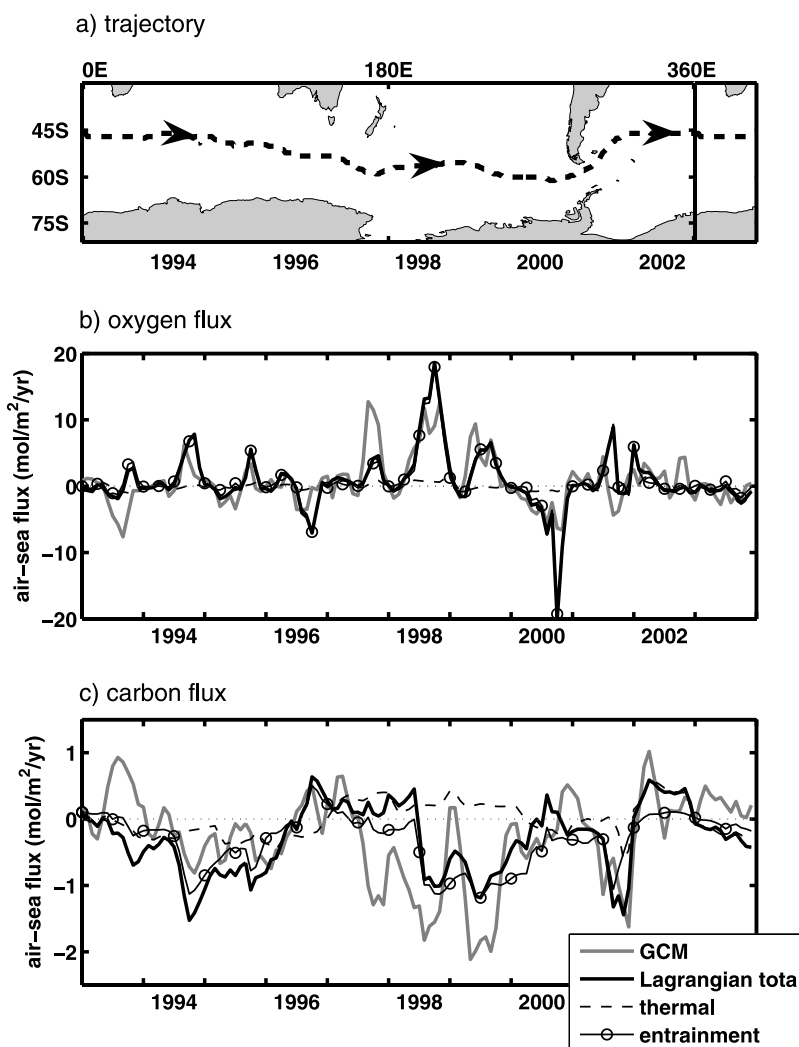 a) trajectory
0E 180E 360E
45S
60S
75S
1994 1996 1998 2000 2002
b) oxygen flux
air-sea flux (mol/m²/yr)
20
10
0
-10
-20
1994 1996 1998 2000 2002
c) carbon flux
air-sea flux (mol/m²/yr)
1
0
-1
-2
1994 1996 1998 2000
GCM
Lagrangian tota
thermal
entrainment